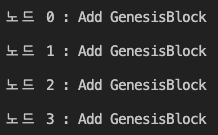 노드 0 : Add GenesisBlock
노드 1 : Add GenesisBlock
노드 2 : Add GenesisBlock
노드 3 : Add GenesisBlock